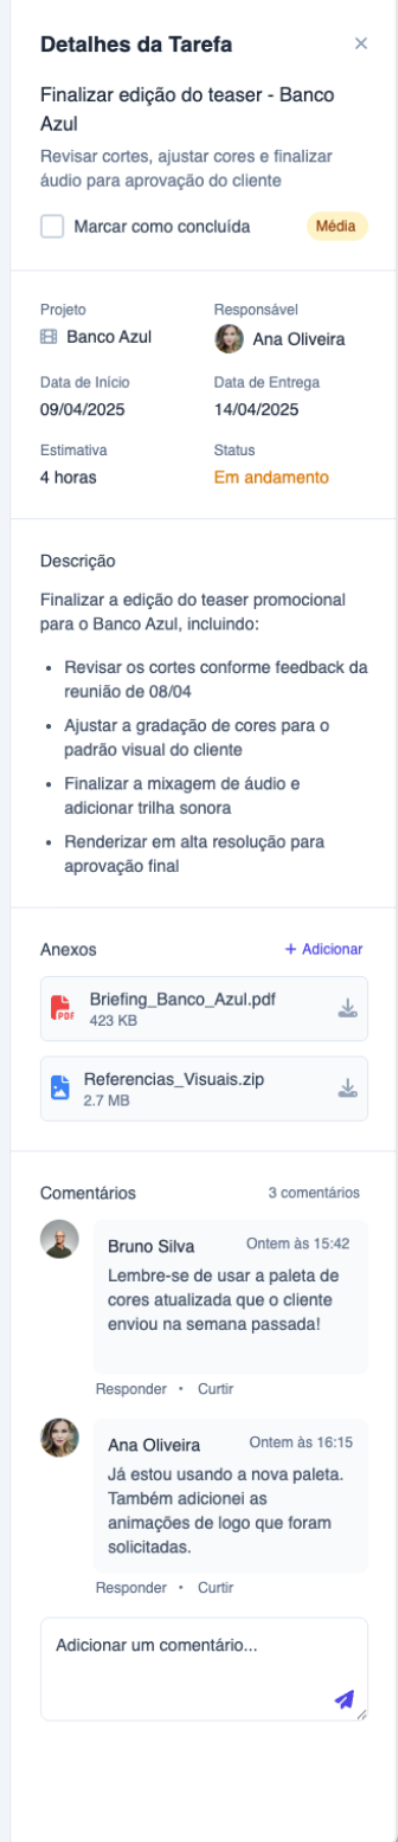 Detalhes da Tarefa
Finalizar edição do teaser - Banco
Azul
Revisar cortes, ajustar cores e finalizar
áudio para aprovação do cliente
Marcar como concluída Média
Projeto Responsável
Banco Azul Ana Oliveira
Data de Início Data de Entrega
09/04/2025 14/04/2025
Estimativa Status
4 horas Em andamento
Descrição
Finalizar a edição do teaser promocional
para o Banco Azul, incluindo:
• Revisar os cortes conforme feedback da
reunião de 08/04
• Ajustar a gradação de cores para o
padrão visual do cliente
• Finalizar a mixagem de áudio e
adicionar trilha sonora
• Renderizar em alta resolução para
aprovação final
Anexos + Adicionar
PDF
Briefing_Banco_Azul.pdf
423 KB
Referencias_Visuais.zip
2.7 MB
Comentários 3 comentários
Bruno Silva Ontem às 15:42
Lembre-se de usar a paleta de
cores atualizada que o cliente
enviou na semana passada!
Responder • Curtir
Ana Oliveira Ontem às 16:15
Já estou usando a nova paleta.
Também adicionei as
animações de logo que foram
solicitadas.
Responder • Curtir
Adicionar um comentário...